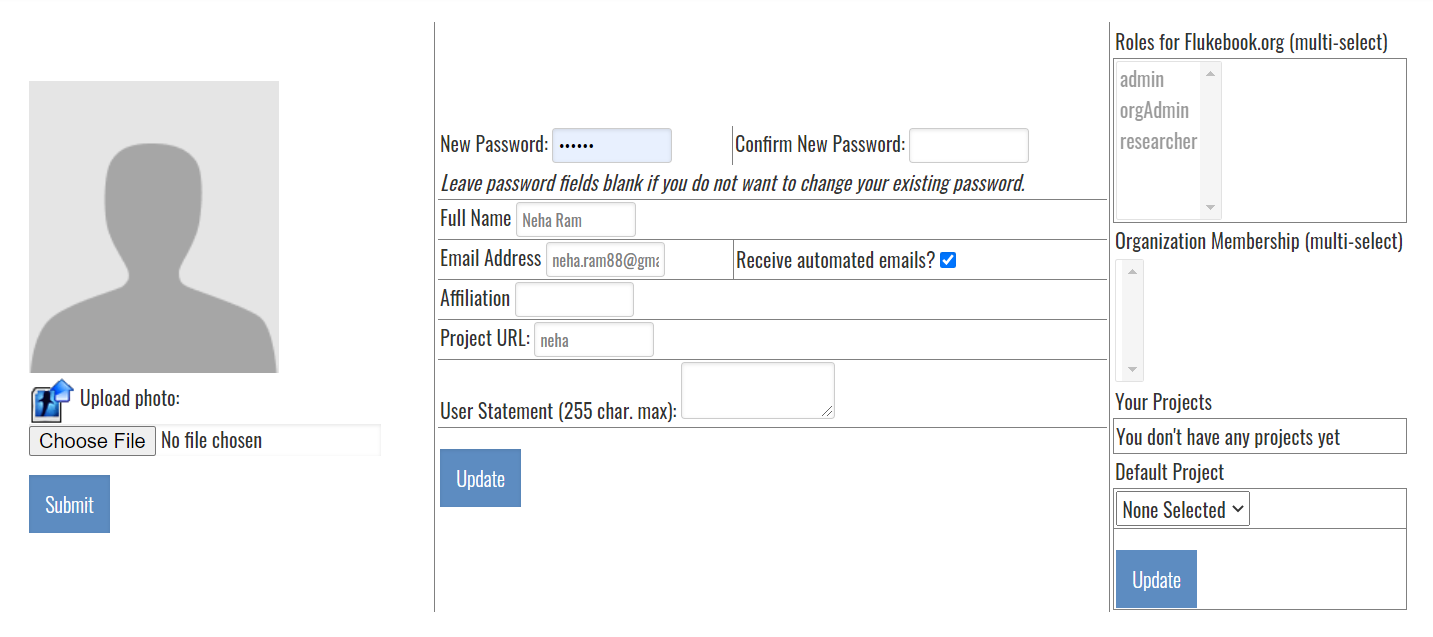 Upload photo:
Choose File No file chosen
Submit
New Password: •••••• Confirm New Password:
Leave password fields blank if you do not want to change your existing password.
Full Name Neha Ram
Email Address neha.ram88@gma Receive automated emails?
Affiliation
Project URL: neha
User Statement (255 char. max):
Update
Roles for Flukebook.org (multi-select)
admin
orgAdmin
researcher
Organization Membership (multi-select)
Your Projects
You don't have any projects yet
Default Project
None Selected
Update